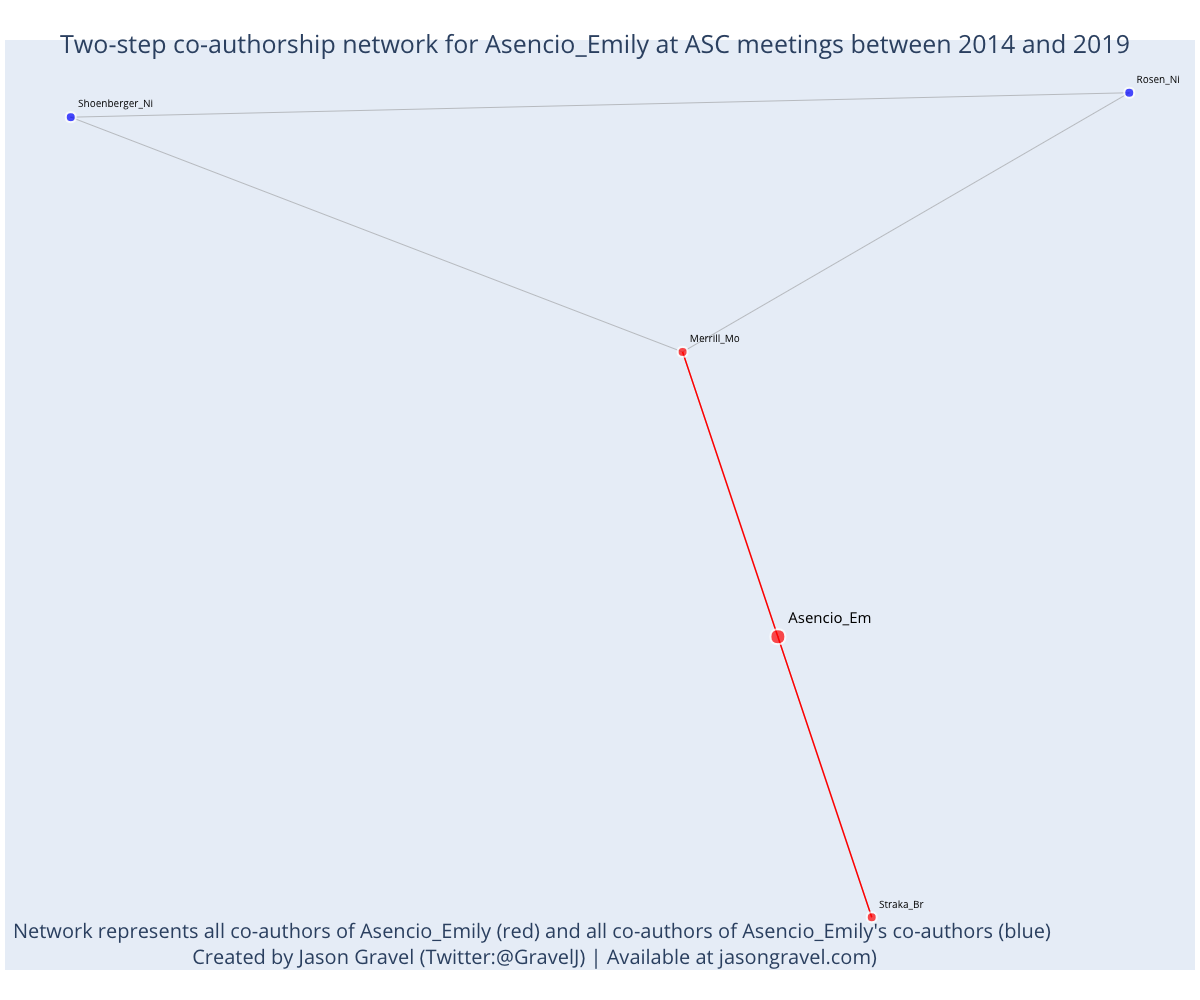 Two-step co-authorship network for Asencio_Emily at ASC meetings between 2014 and 2019
Rosen_Ni
Shoenberger_Ni
Merrill_Mo
Asencio_Em
Straka_Br
Network represents all co-authors of Asencio_Emily (red) and all co-authors of Asencio_Emily's co-authors (blue)
Created by Jason Gravel (Twitter:@GravelJ) | Available at jasongravel.com)